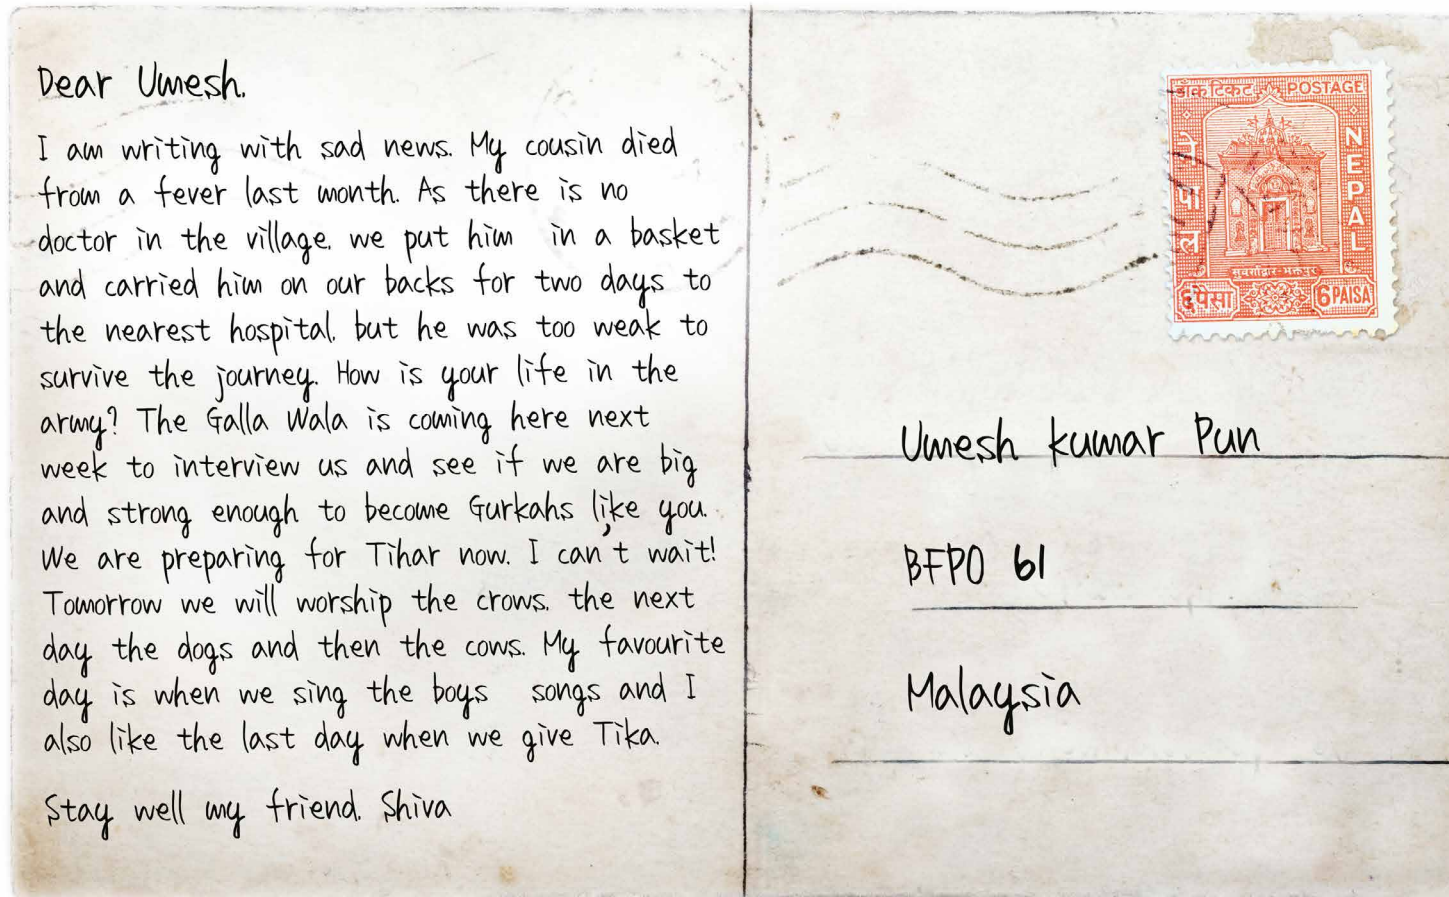 Dear Umesh.
I am writing with sad news. My cousin died
from a fever last month. As there is no
doctor in the village. we put him in a basket
and carried him on our backs for two days to
the nearest hospital. but he was too weak to
survive the journey. How is your life in the
army? The Galla Wala is coming here next
week to interview us and see if we are big
and strong enough to become Gurkahs like you.
We are preparing for Tihar now. I can't wait!
Tomorrow we will worship the crows. the next
day the dogs and then the cows. My favourite
day is when we sing the boys songs and I
also like the last day when we give Tika.
Stay well my friend. Shiva
डाँक टिकट POSTAGE
नेपाल
NEPAL
६ पैसा
6 PAISA
Umesh kumar Pun
BFPO 61
Malaysia